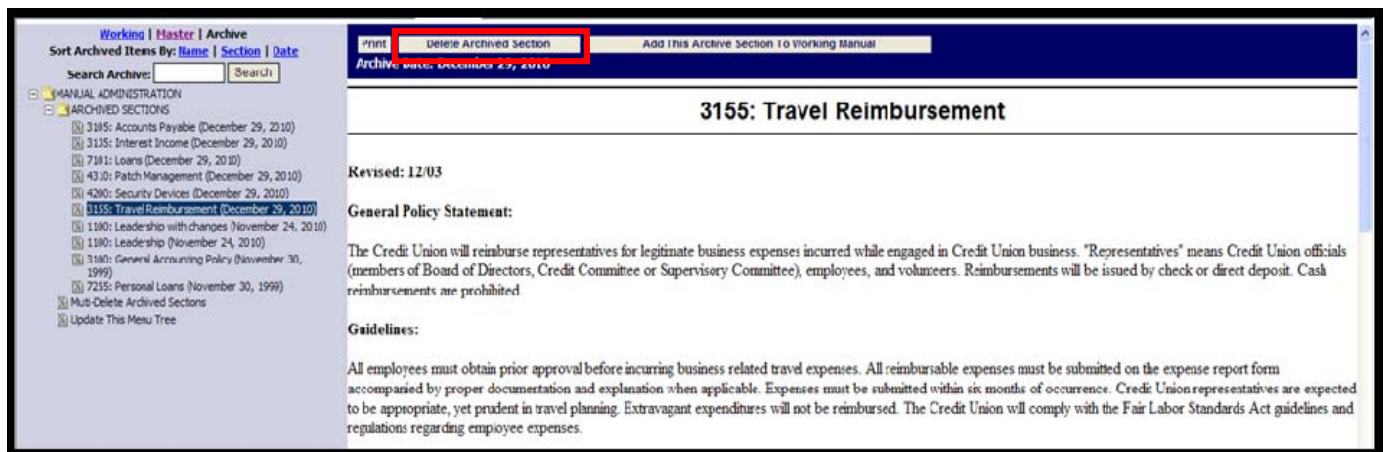 Working | Master | Archive
Sort Archived Items By: Name | Section | Date
Search Archive: Search
MANUAL ADMINISTRATION
ARCHIVED SECTIONS
3105: Accounts Payable (December 29, 2010)
3135: Interest Income (December 29, 2010)
7101: Loans (December 29, 2010)
4310: Patch Management (December 29, 2010)
4200: Security Devices (December 29, 2010)
3155: Travel Reimbursement (December 29, 2010)
1100: Leadership with changes (November 24, 2010)
1100: Leadership (November 24, 2010)
3100: General Accounting Policy (November 30,
1999)
7255: Personal Loans (November 30, 1999)
Muti-Delete Archived Sections
Update This Menu Tree
Print Delete Archived Section Add This Archive Section To Working Manual
Archive Date: December 29, 2010
3155: Travel Reimbursement
Revised: 12/03
General Policy Statement:
The Credit Union will reimburse representatives for legitimate business expenses incurred while engaged in Credit Union business. "Representatives" means Credit Union officials
(members of Board of Directors, Credit Committee or Supervisory Committee), employees, and volunteers. Reimbursements will be issued by check or direct deposit. Cash
reimbursements are prohibited.
Guidelines:
All employees must obtain prior approval before incurring business related travel expenses. All reimbursable expenses must be submitted on the expense report form
accompanied by proper documentation and explanation when applicable. Expenses must be submitted within six months of occurrence. Credit Union representatives are expected
to be appropriate, yet prudent in travel planning. Extravagant expenditures will not be reimbursed. The Credit Union will comply with the Fair Labor Standards Act guidelines and
regulations regarding employee expenses.